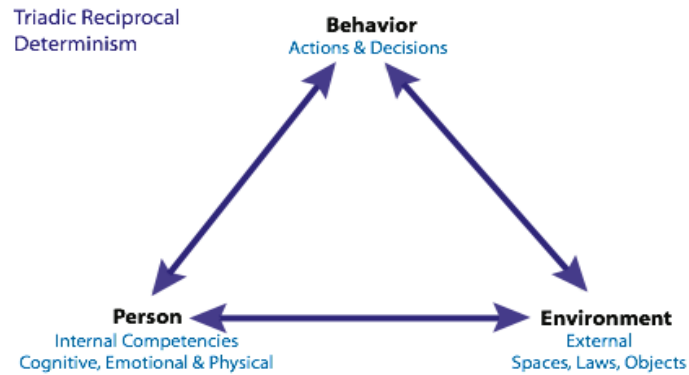 Triadic Reciprocal
Determinism
Behavior
Actions & Decisions
Person
Internal Competencies
Cognitive, Emotional & Physical
Environment
External
Spaces, Laws, Objects